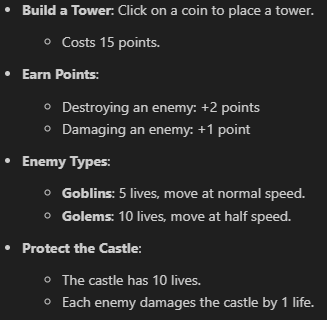 • Build a Tower: Click on a coin to place a tower.
◦ Costs 15 points.
• Earn Points:
◦ Destroying an enemy: +2 points
◦ Damaging an enemy: +1 point
• Enemy Types:
◦ Goblins: 5 lives, move at normal speed.
◦ Golems: 10 lives, move at half speed.
• Protect the Castle:
◦ The castle has 10 lives.
◦ Each enemy damages the castle by 1 life.